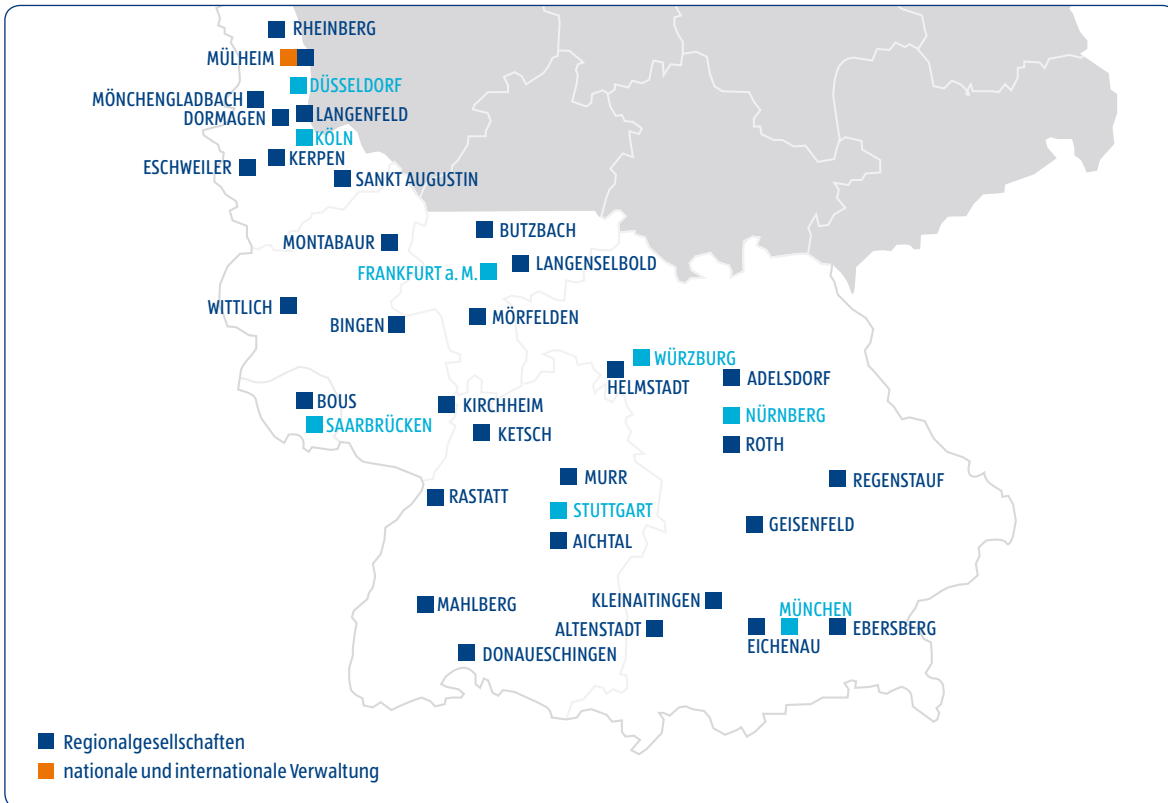 RHEINBERG
MÜLHEIM
DÜSSELDORF
MÖNCHENGLADBACH
DORMAGEN
LANGENFELD
KÖLN
KERPEN
ESCHWEILER
SANKT AUGUSTIN
BUTZBACH
MONTABAUR
LANGENSELBOLD
FRANKFURT a. M.
WITTLICH
MÖRFELDEN
BINGEN
WÜRZBURG
HELMSTADT
ADELSDORF
BOUS
KIRCHHEIM
NÜRNBERG
SAARBRÜCKEN
KETSCH
ROTH
MURR
REGENSTAUF
RASTATT
STUTTGART
GEISENFELD
AICHTAL
KLEINAITINGEN
MAHLBERG
MÜNCHEN
ALTENSTADT
EBERSBERG
EICHENAU
DONAUESCHINGEN
Regionalgesellschaften
nationale und internationale Verwaltung